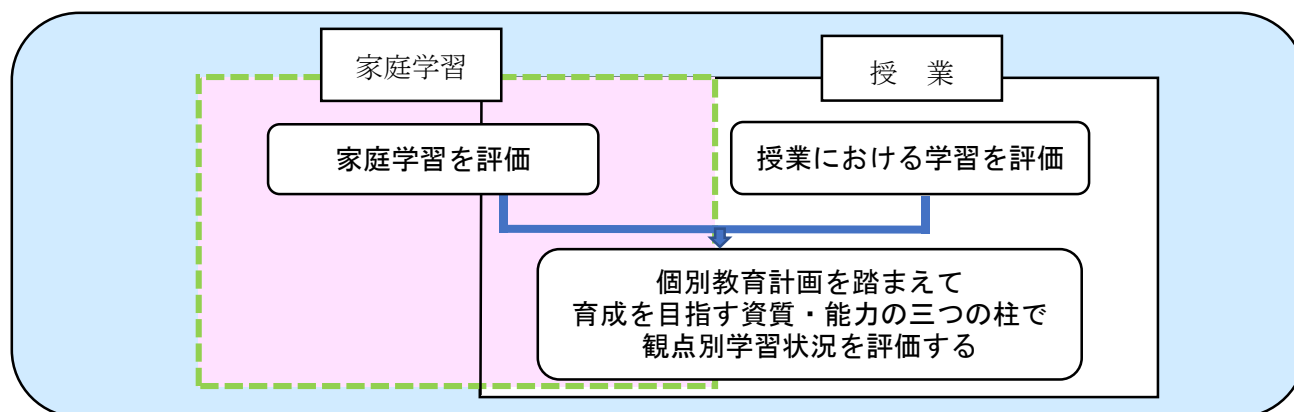 家庭学習
授　業
家庭学習を評価
授業における学習を評価
個別教育計画を踏まえて
育成を目指す資質・能力の三つの柱で
観点別学習状況を評価する